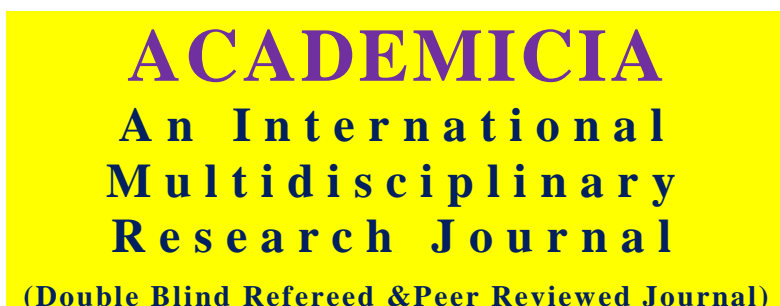 ACADEMICIA
An International
Multidisciplinary
Research Journal
(Double Blind Refereed &Peer Reviewed Journal)